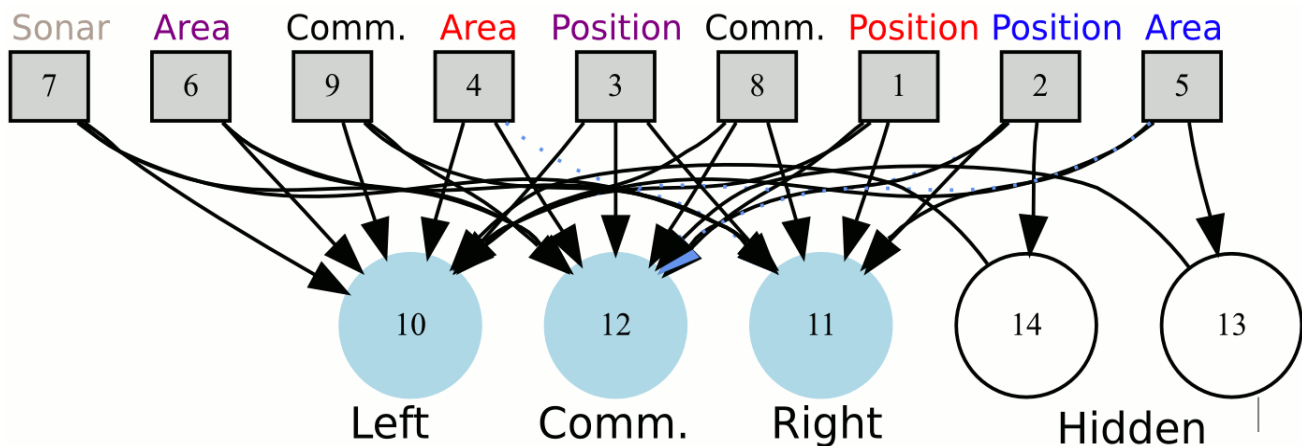 Sonar Area Comm. Area Position Comm. Position Position Area
7 6 9 4 3 8 1 2 5
10 12 11 14 13
Left Comm. Right Hidden